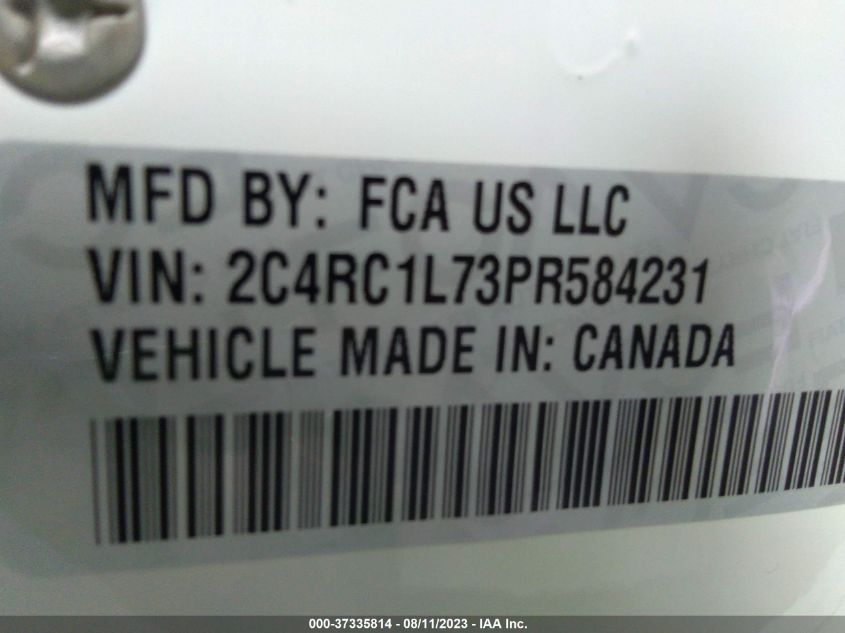 MFD BY: FCA US LLC
VIN: 2C4RC1L73PR584231
VEHICLE MADE IN: CANADA
000-37335814 - 08/11/2023 - IAA Inc.